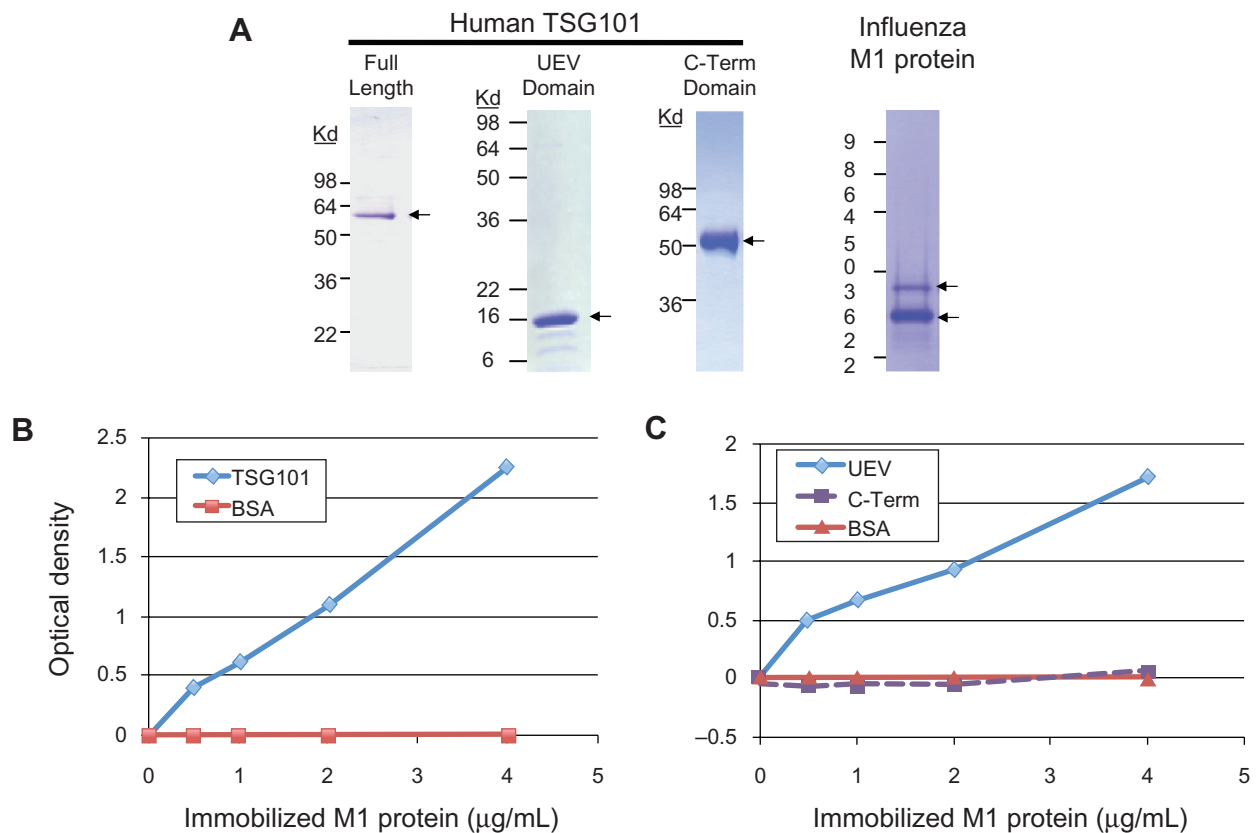 A
Human TSG101
Influenza
M1 protein
Full
Length
UEV
Domain
C-Term
Domain
Kd
98
64
50
36
22
Kd
98
64
50
36
22
16
6
Kd
98
64
50
36
9
8
6
4
5
0
3
6
2
2
B
Optical density
2.5
2
1.5
1
0.5
0
TSG101
BSA
0
1
2
3
4
5
Immobilized M1 protein (μg/mL)
C
2
1.5
1
0.5
0
–0.5
UEV
C-Term
BSA
0
1
2
3
4
5
Immobilized M1 protein (μg/mL)